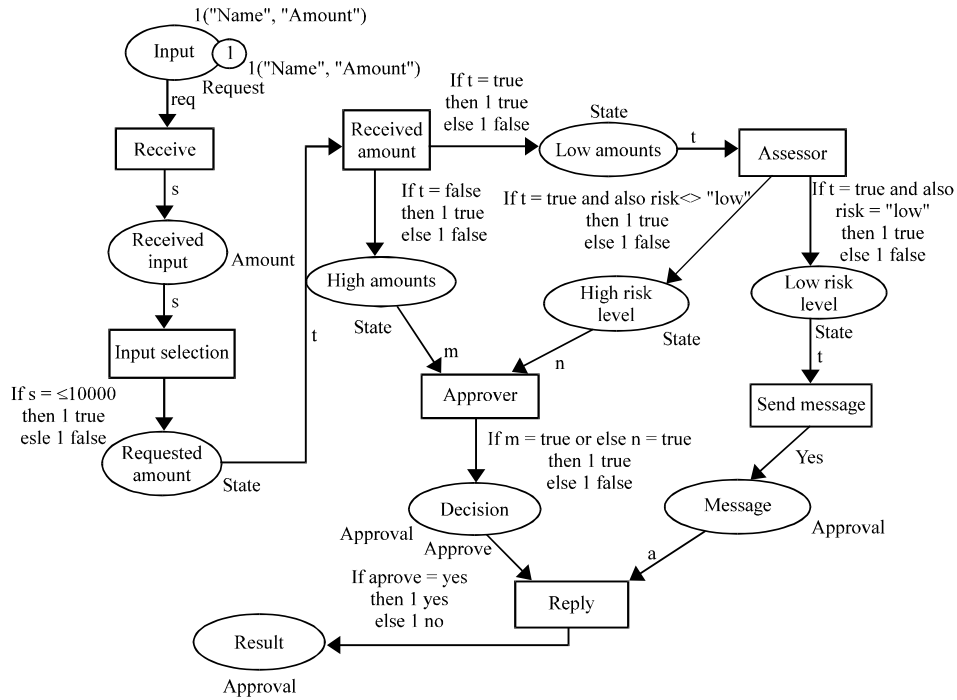 1("Name", "Amount")
Input
1
1("Name", "Amount")
Request
req
Receive
s
Received
input
Amount
s
Input selection
If s = ≤10000
then 1 true
esle 1 false
Requested
amount
State
t
Received
amount
If t = true
then 1 true
else 1 false
State
Low amounts
t
Assessor
If t = false
then 1 true
else 1 false
High amounts
State
m
If t = true and also risk<> "low"
then 1 true
else 1 false
High risk
level
State
n
If t = true and also
risk = "low"
then 1 true
else 1 false
Low risk
level
State
t
Send message
Yes
Message
Approval
a
Approver
If m = true or else n = true
then 1 true
else 1 false
Decision
Approval
Approve
Reply
If aprove = yes
then 1 yes
else 1 no
Result
Approval